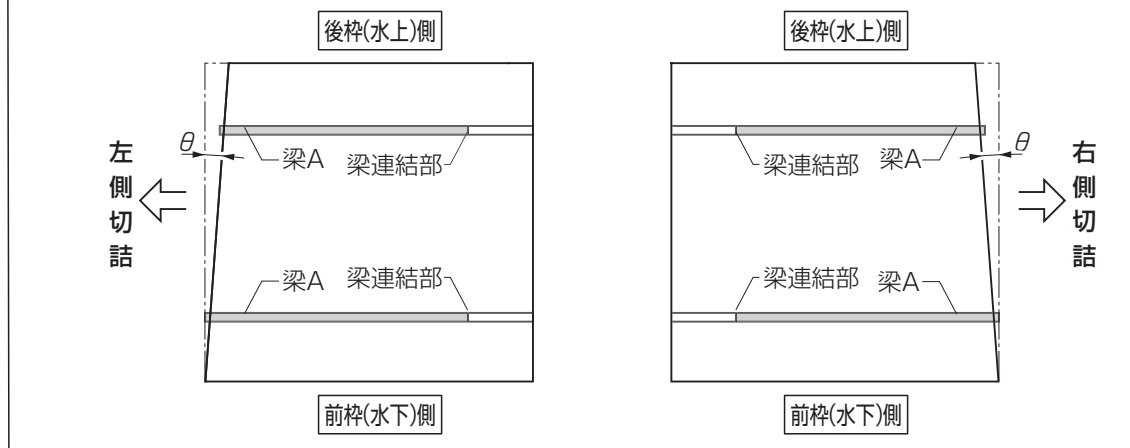 後枠(水上)側
θ
梁A
梁連結部
左側切詰
梁A
梁連結部
前枠(水下)側
後枠(水上)側
梁連結部
梁A
θ
右側切詰
梁連結部
梁A
前枠(水下)側